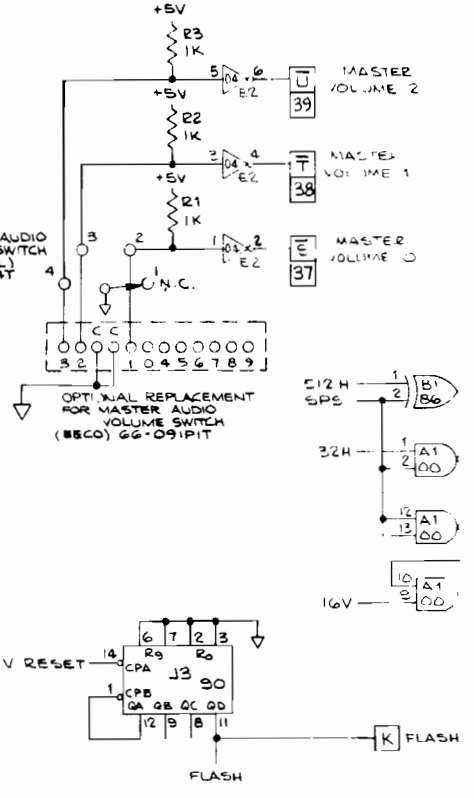 +5V
R3
1K
5
04
6
E2
U
39
MASTER
VOLUME 2
+5V
R2
1K
3
04
4
E2
T
38
MASTER
VOLUME 1
+5V
R1
1K
1
04
2
E2
E
37
MASTER
VOLUME 0
AUDIO
SWITCH
4
3
2
1
N.C.
C C
3 2 1 0 4 5 6 7 8 9
OPTIONAL REPLACEMENT
FOR MASTER AUDIO
VOLUME SWITCH
(EECO) 66-091PIT
512 H
1
SPS
2
B1
86
32H
1
2
A1
00
12
13
A1
00
10
9
A1
00
16V
6 7 2 3
R9 R0
V RESET
14
CPA
J3
90
1
CPB
QA QB QC QD
12 9 8 11
K
FLASH
FLASH